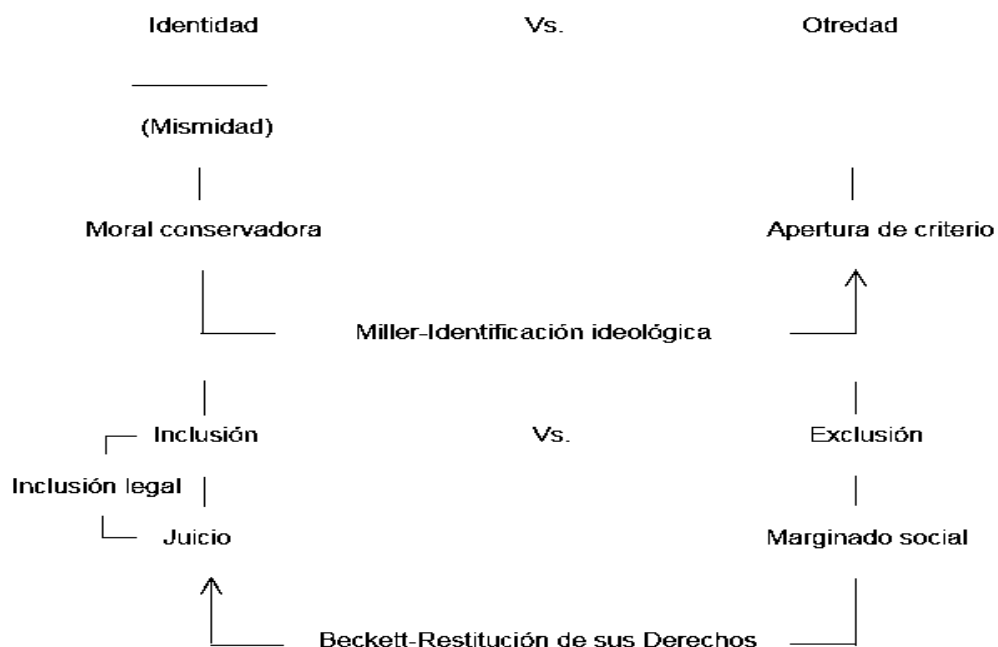 Identidad Vs. Otredad
(Mismidad)
Moral conservadora Apertura de criterio
Miller-Identificación ideológica
Inclusión Vs. Exclusión
Inclusión legal
Juicio Marginado social
Beckett-Restitución de sus Derechos